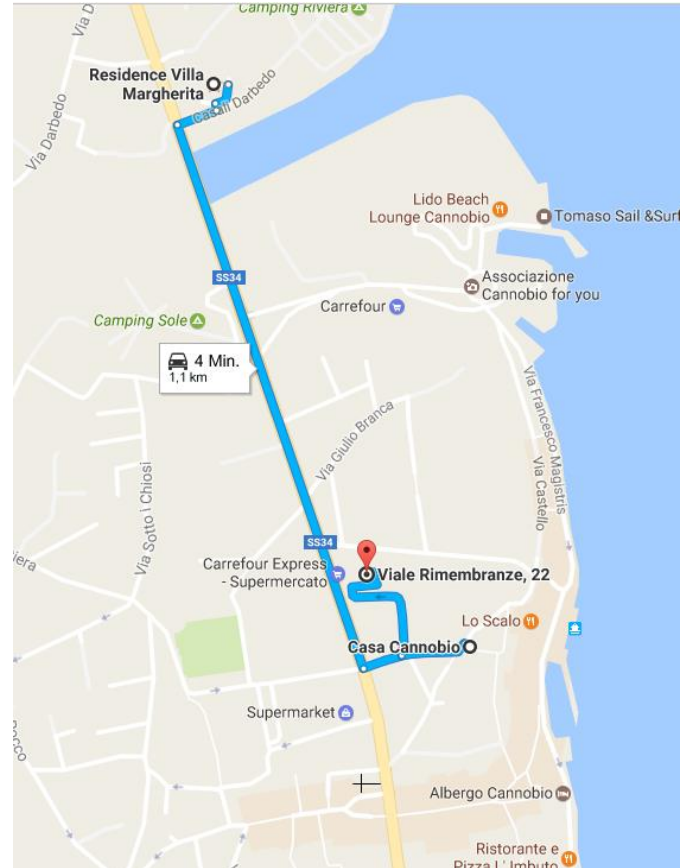 Camping Riviera
Via D
Residence Villa
Margherita
Casali Darbedo
Via Darbedo
Lido Beach
Lounge Cannobio
Tomaso Sail &Surf
SS34
Associazione
Cannobio for you
Carrefour
Camping Sole
4 Min.
1,1 km
Via Giulio Branca
Via Francesco Magistris
Via Castello
Via Sotto i Chiosi
SS34
iera
Carrefour Express
- Supermercato
Viale Rimembranze, 22
Lo Scalo
Casa Cannobio
Supermarket
occo
Albergo Cannobio
Ristorante e
Pizza L' Imbuto